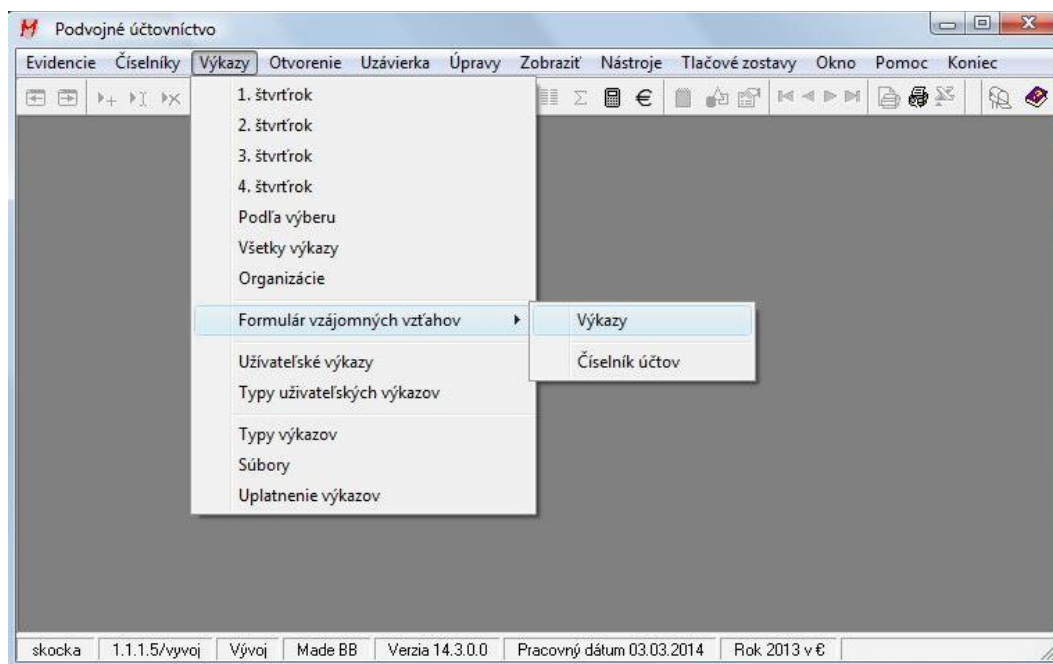 Podvojné účtovníctvo
Evidencie Číselníky Výkazy Otvorenie Uzávierka Úpravy Zobraziť Nástroje Tlačové zostavy Okno Pomoc Koniec
1. štvrťrok
2. štvrťrok
3. štvrťrok
4. štvrťrok
Podľa výberu
Všetky výkazy
Organizácie
Formulár vzájomných vzťahov
Výkazy
Užívateľské výkazy
Číselník účtov
Typy uživateľských výkazov
Typy výkazov
Súbory
Uplatnenie výkazov
skocka 1.1.1.5/vyvoj Vývoj Made BB Verzia 14.3.0.0 Pracovný dátum 03.03.2014 Rok 2013 v €